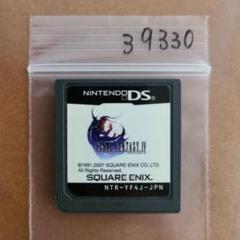 39330
NINTENDO DS
FINAL FANTASY IV
©1991,2007 SQUARE ENIX CO.,LTD.
All Rights Reserved.
SQUARE ENIX
NTR-YF4J-JPN